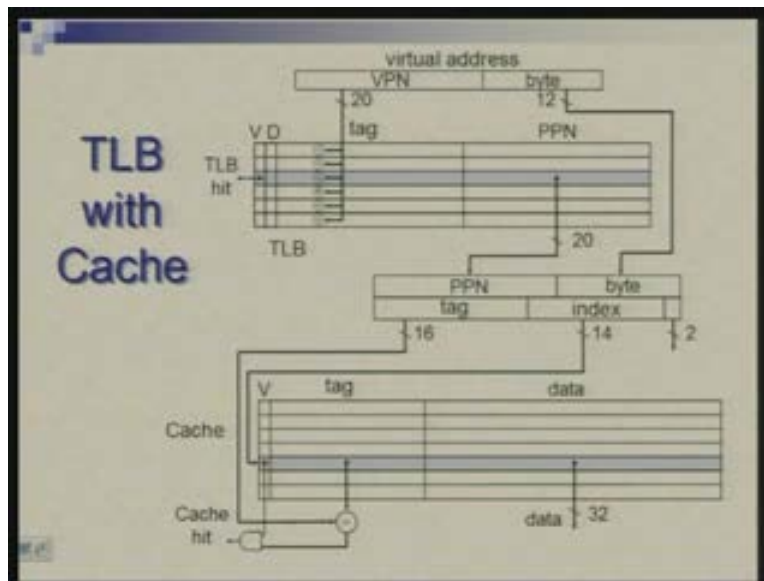 TLB
with
Cache
virtual address
VPN
byte
20
12
V D
tag
PPN
TLB
hit
TLB
20
PPN
byte
tag
index
16
14
2
V
tag
data
Cache
Cache
hit
data
32